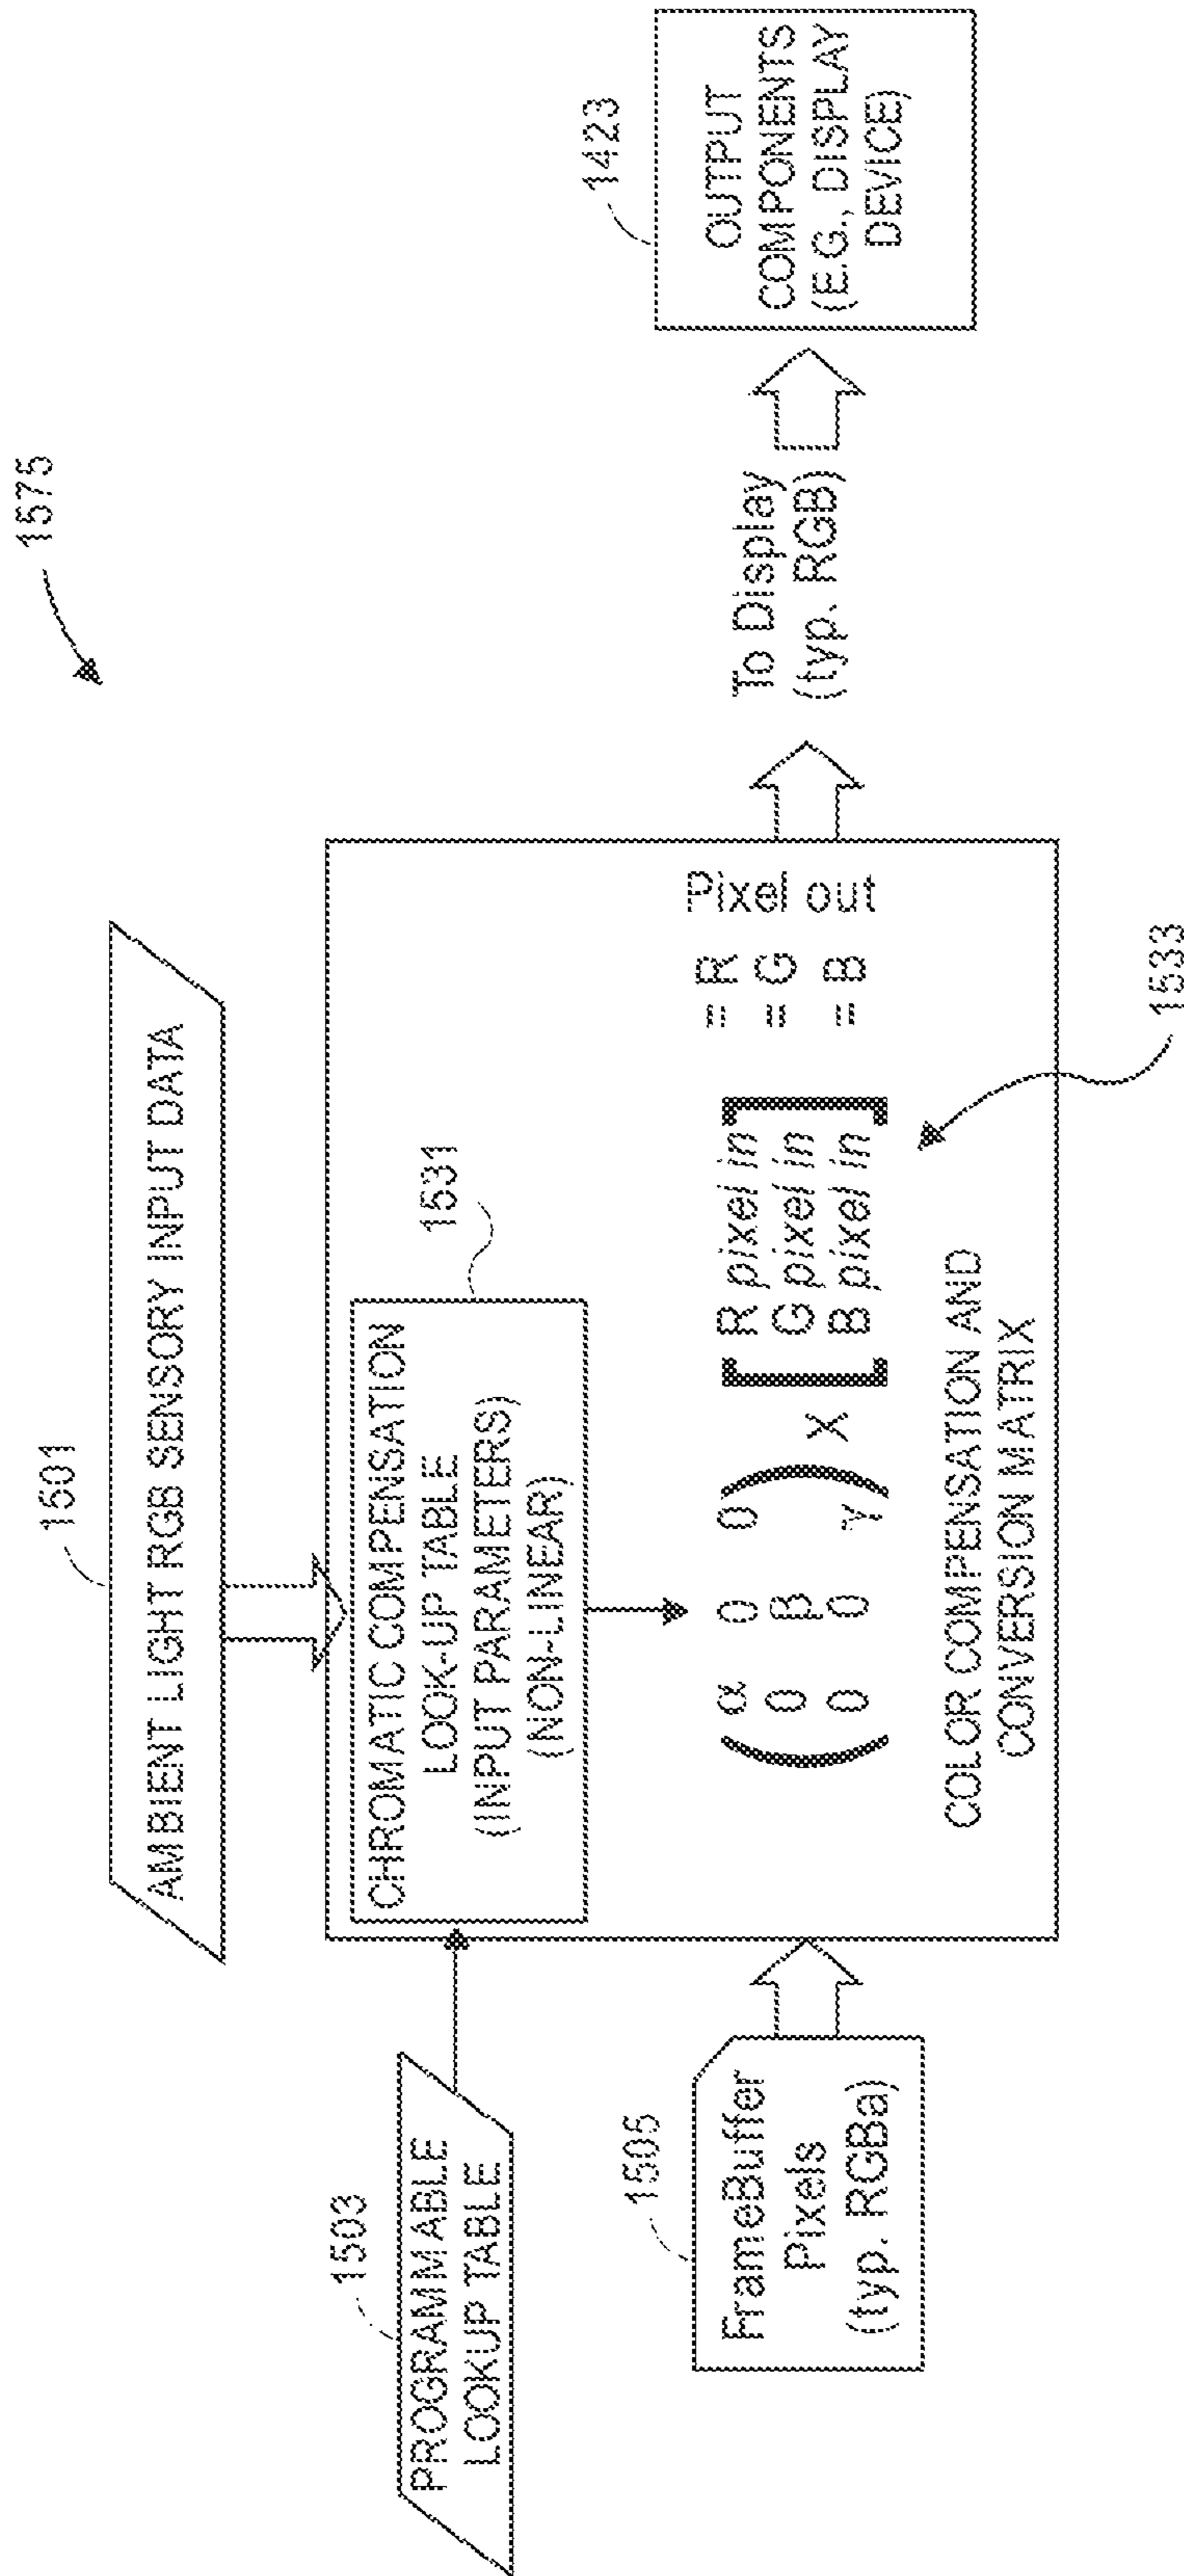 1575
1501
AMBIENT LIGHT RGB SENSORY INPUT DATA
1503
PROGRAMMABLE
LOOKUP TABLE
1531
CHROMATIC COMPENSATION
LOOK-UP TABLE
(INPUT PARAMETERS)
(NON-LINEAR)
1505
FrameBuffer
Pixels
(typ. RGBa)
( α 0 0 ) X [ R pixel in ] = R
0 β 0 G pixel in = G
0 0 γ B pixel in = B
Pixel out
COLOR COMPENSATION AND
CONVERSION MATRIX
1533
To Display
(typ. RGB)
1423
OUTPUT
COMPONENTS
(E.G., DISPLAY
DEVICE)